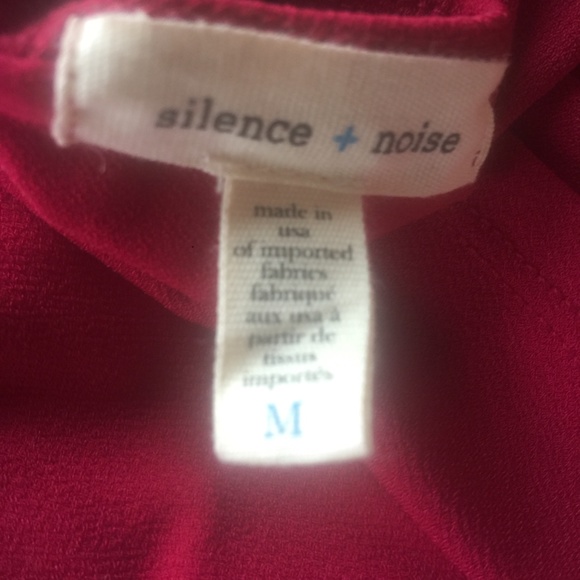 silence + noise
made in
usa
of imported
fabrics
fabriqué
aux usa à
partir de
tissus
importés
M